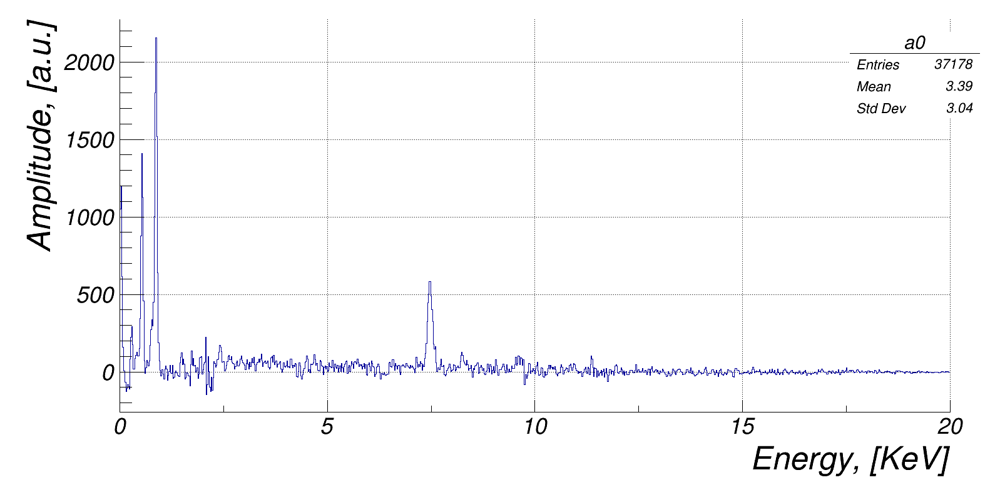 Amplitude, [a.u.]
2000
1500
1000
500
0
a0
Entries 37178
Mean 3.39
Std Dev 3.04
0 5 10 15 20
Energy, [KeV]